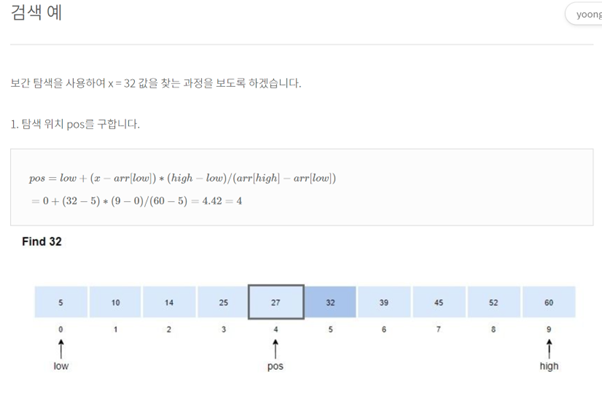 검색 예
yoong
보간 탐색을 사용하여 x = 32 값을 찾는 과정을 보도록 하겠습니다.
1. 탐색 위치 pos를 구합니다.
pos = low + (x − arr[low]) ∗ (high − low)/(arr[high] − arr[low])
= 0 + (32 − 5) ∗ (9 − 0)/(60 − 5) = 4.42 = 4
Find 32
5 10 14 25 27 32 39 45 52 60
0 1 2 3 4 5 6 7 8 9
low pos high